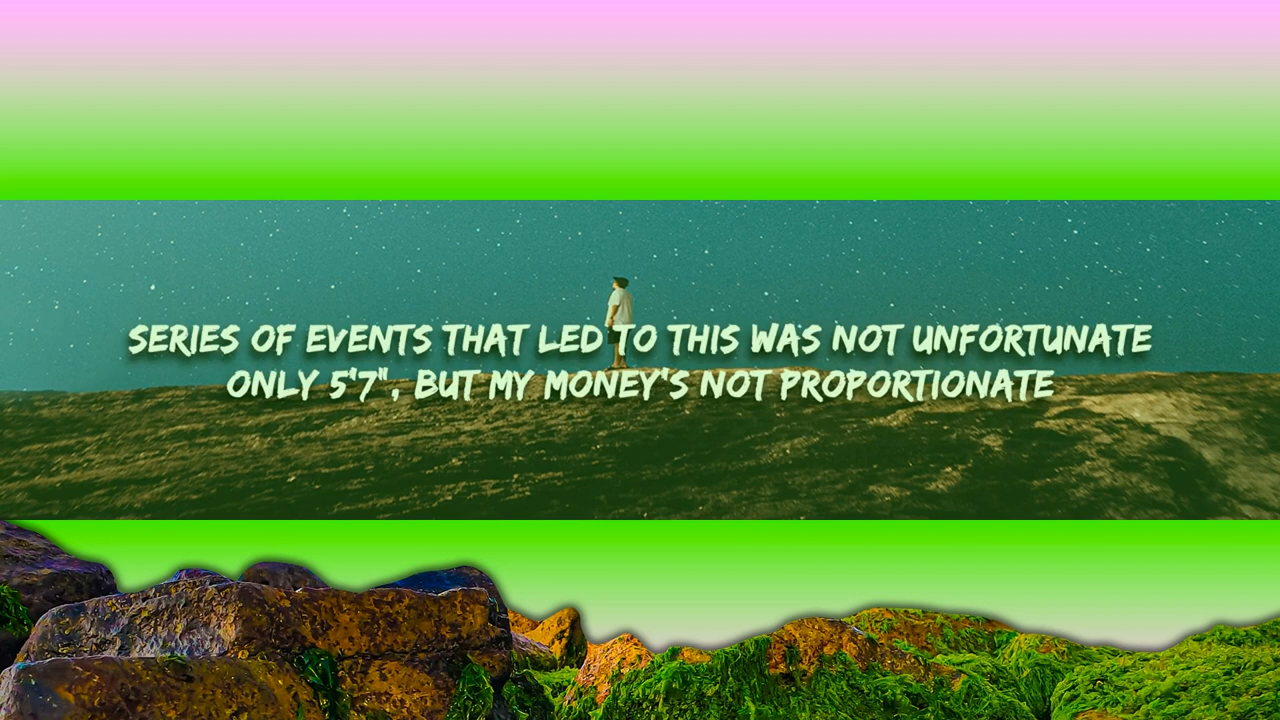 SERIES OF EVENTS THAT LED TO THIS WAS NOT UNFORTUNATE
ONLY 5'7", BUT MY MONEY'S NOT PROPORTIONATE